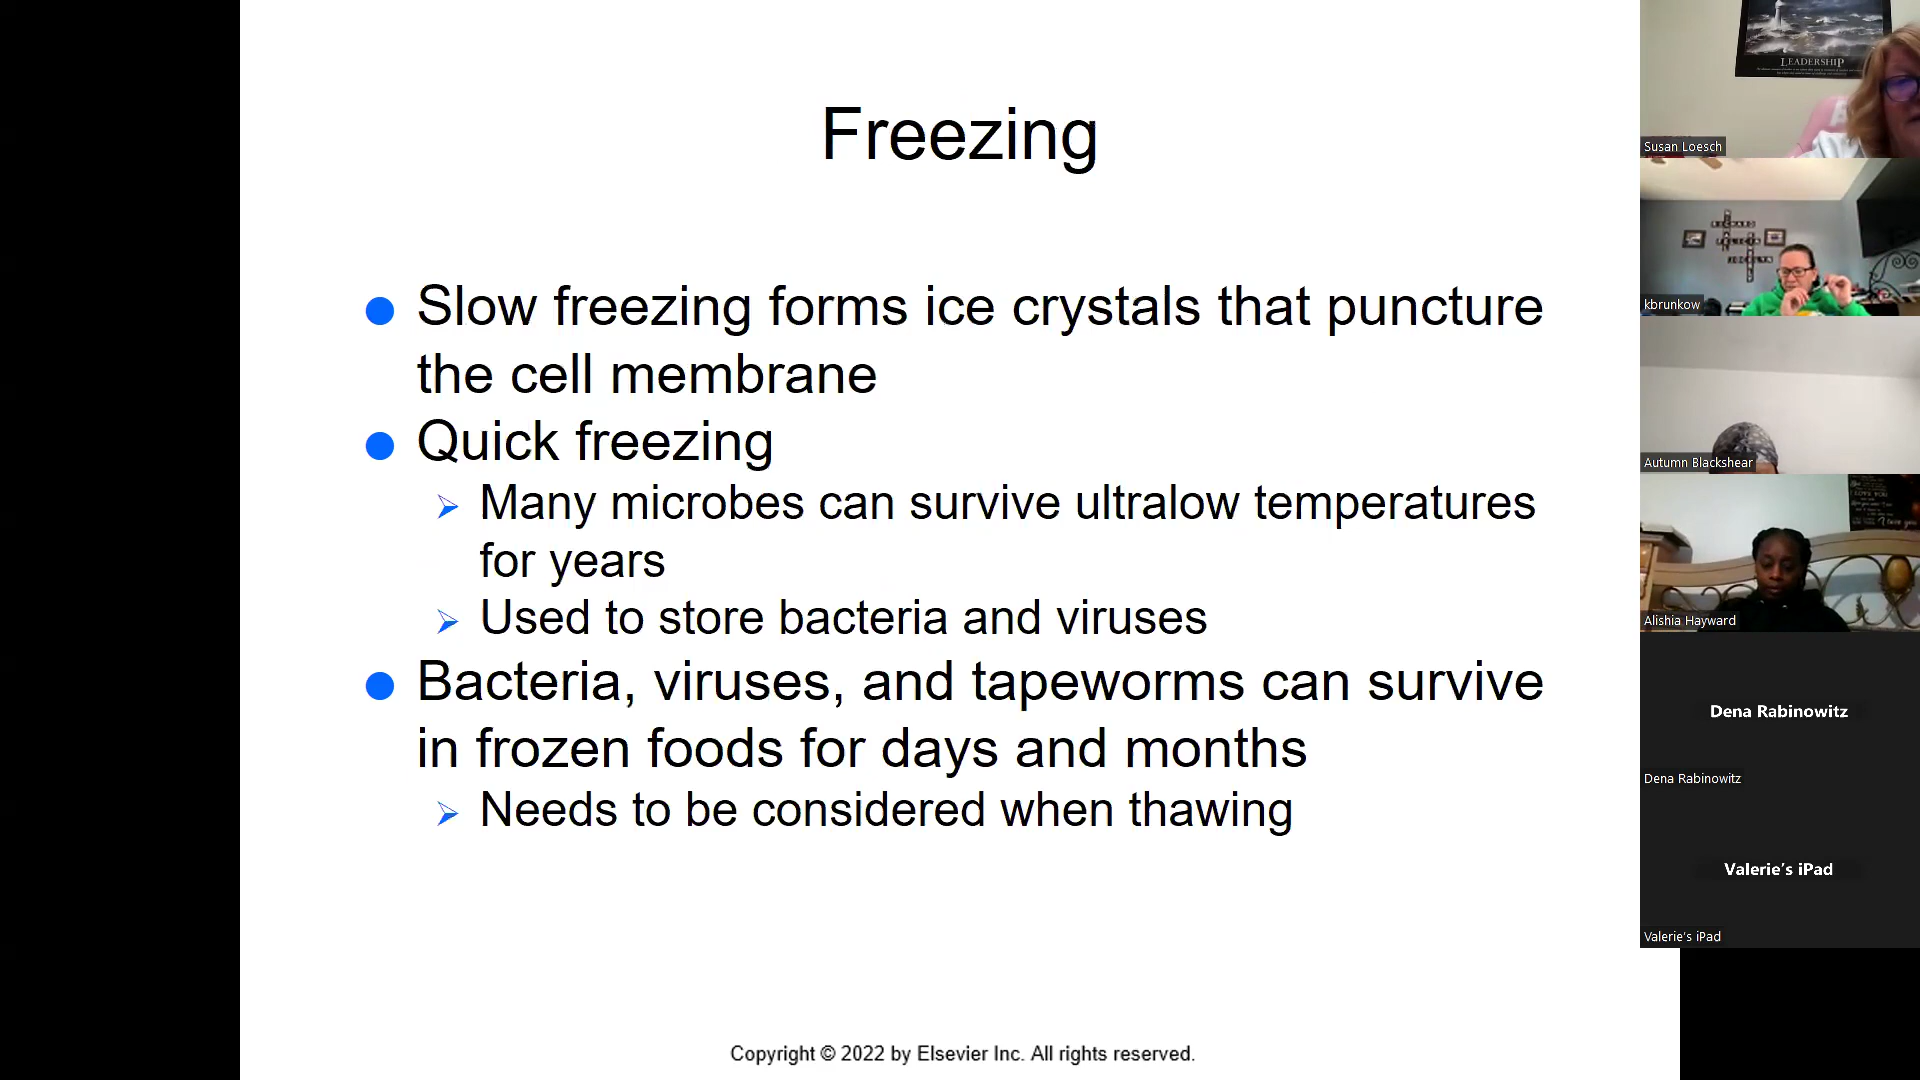 Freezing
Slow freezing forms ice crystals that puncture
the cell membrane
Quick freezing
Many microbes can survive ultralow temperatures
for years
Used to store bacteria and viruses
Bacteria, viruses, and tapeworms can survive
in frozen foods for days and months
Needs to be considered when thawing
Copyright © 2022 by Elsevier Inc. All rights reserved.
LEADERSHIP
Susan Loesch
kbrunkow
Autumn Blackshear
Alishia Hayward
Dena Rabinowitz
Dena Rabinowitz
Valerie's iPad
Valerie's iPad